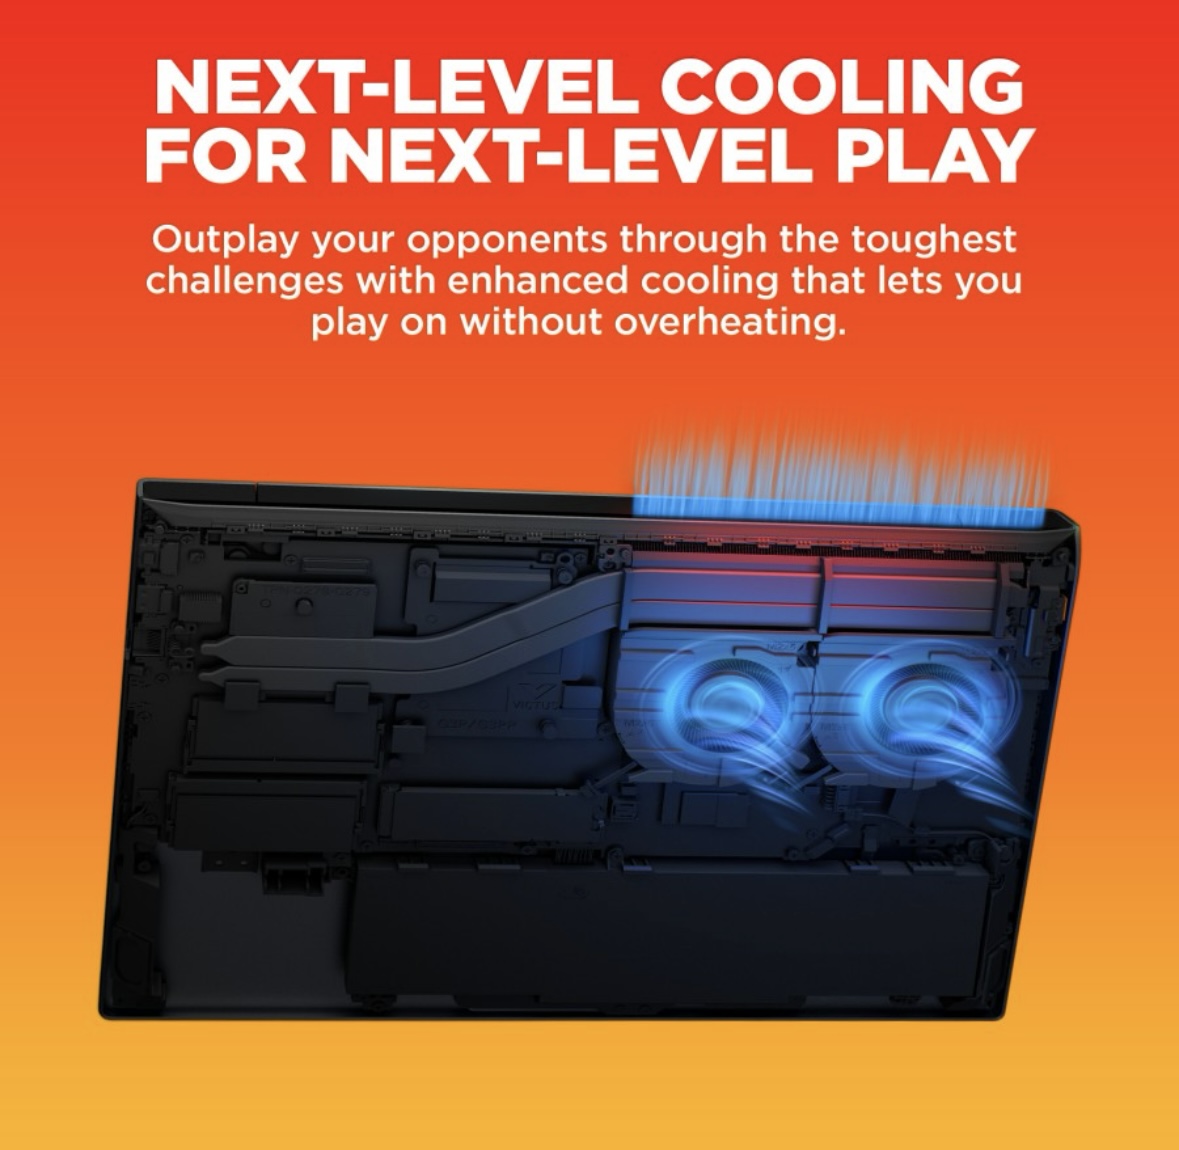 NEXT-LEVEL COOLING
FOR NEXT-LEVEL PLAY
Outplay your opponents through the toughest
challenges with enhanced cooling that lets you
play on without overheating.
VICTUS